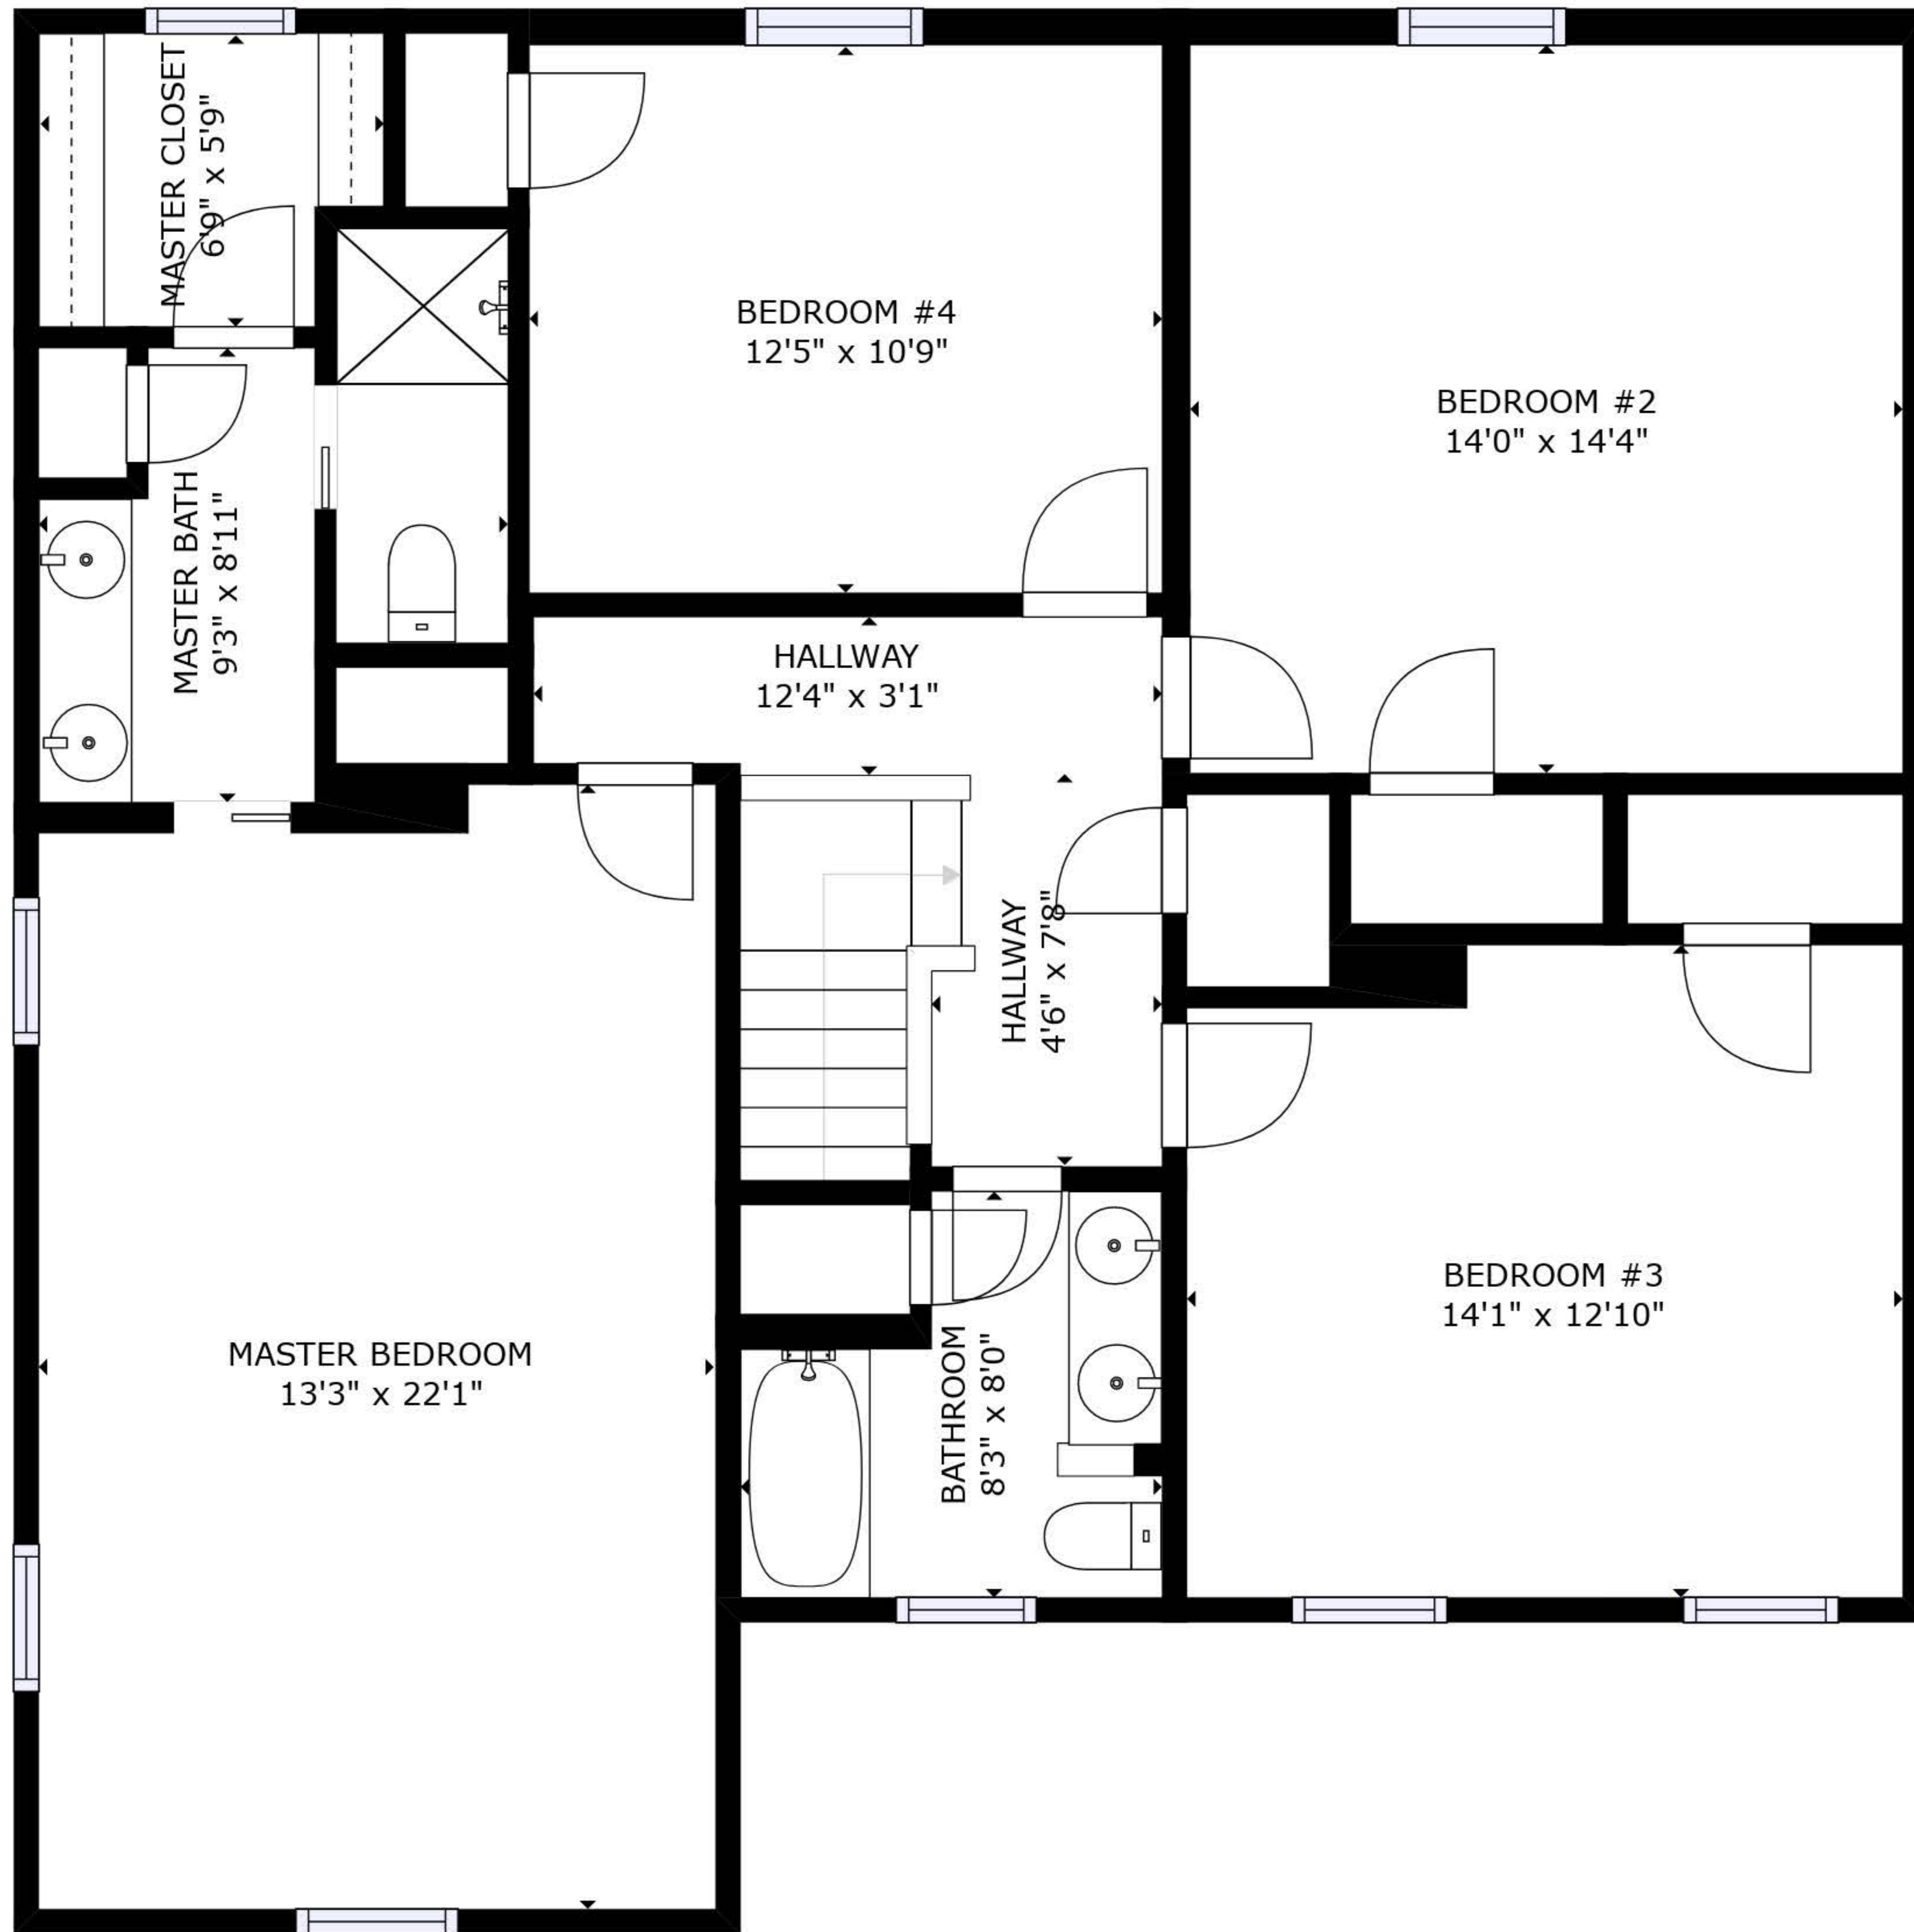 MASTER CLOSET
6'9" x 5'9"
BEDROOM #4
12'5" x 10'9"
BEDROOM #2
14'0" x 14'4"
MASTER BATH
9'3" x 8'11"
HALLWAY
12'4" x 3'1"
HALLWAY
4'6" x 7'8"
MASTER BEDROOM
13'3" x 22'1"
BATHROOM
8'3" x 8'0"
BEDROOM #3
14'1" x 12'10"